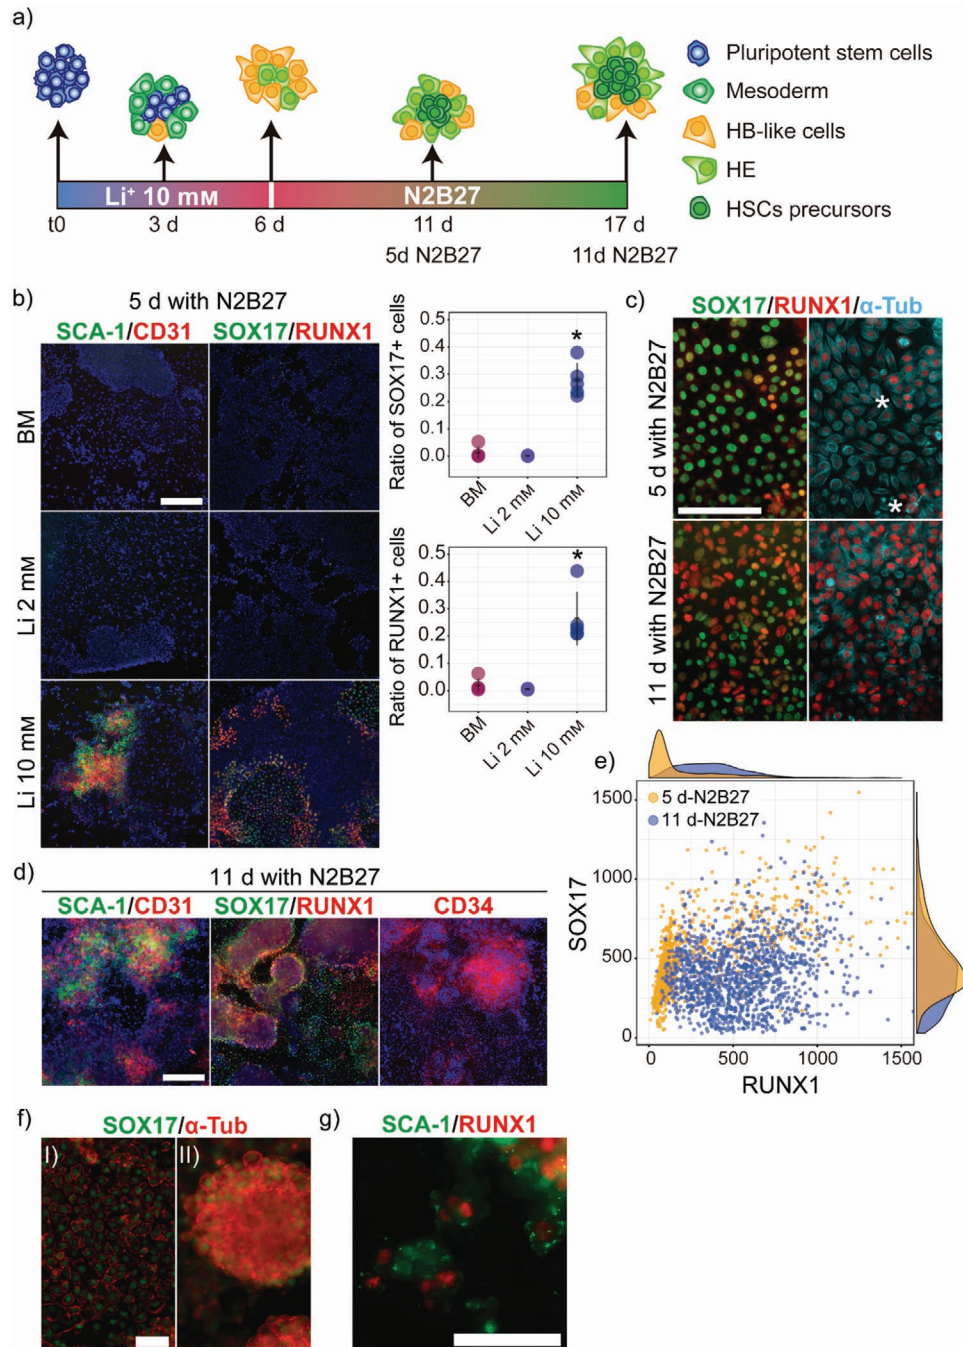 a)
Pluripotent stem cells
Mesoderm
HB-like cells
HE
HSCs precursors
Li⁺ 10 mM
N2B27
t0
3 d
6 d
11 d
17 d
5d N2B27
11d N2B27
b)
5 d with N2B27
SCA-1/CD31
SOX17/RUNX1
BM
Li 2 mM
Li 10 mM
Ratio of SOX17+ cells
0.5
0.4
0.3
0.2
0.1
0.0
*
BM
Li 2 mM
Li 10 mM
Ratio of RUNX1+ cells
0.5
0.4
0.3
0.2
0.1
0.0
*
BM
Li 2 mM
Li 10 mM
c)
SOX17/RUNX1/α-Tub
5 d with N2B27
*
*
11 d with N2B27
d)
11 d with N2B27
SCA-1/CD31
SOX17/RUNX1
CD34
e)
5 d-N2B27
11 d-N2B27
SOX17
1500
1000
500
0
0
500
1000
1500
RUNX1
f)
SOX17/α-Tub
I)
II)
g)
SCA-1/RUNX1